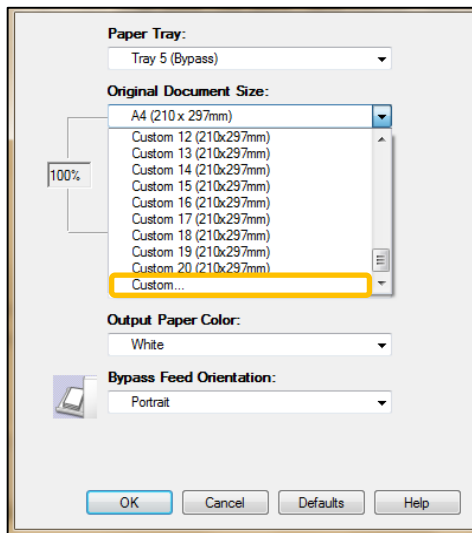 Paper Tray:
Tray 5 (Bypass)
Original Document Size:
A4 (210 x 297mm)
Custom 12 (210x297mm)
Custom 13 (210x297mm)
Custom 14 (210x297mm)
100%
Custom 15 (210x297mm)
Custom 16 (210x297mm)
Custom 17 (210x297mm)
Custom 18 (210x297mm)
Custom 19 (210x297mm)
Custom 20 (210x297mm)
Custom...
Output Paper Color:
White
Bypass Feed Orientation:
Portrait
OK Cancel Defaults Help